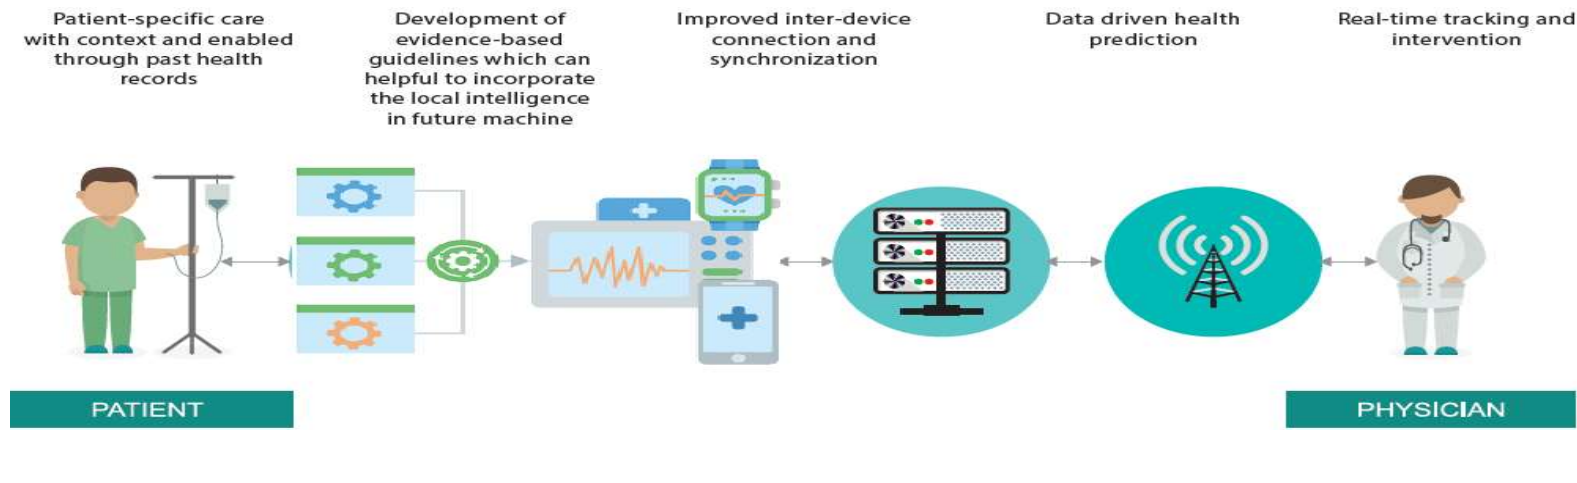 Patient-specific care
with context and enabled
through past health
records
Development of
evidence-based
guidelines which can
helpful to incorporate
the local intelligence
in future machine
Improved inter-device
connection and
synchronization
Data driven health
prediction
Real-time tracking and
intervention
PATIENT
PHYSICIAN